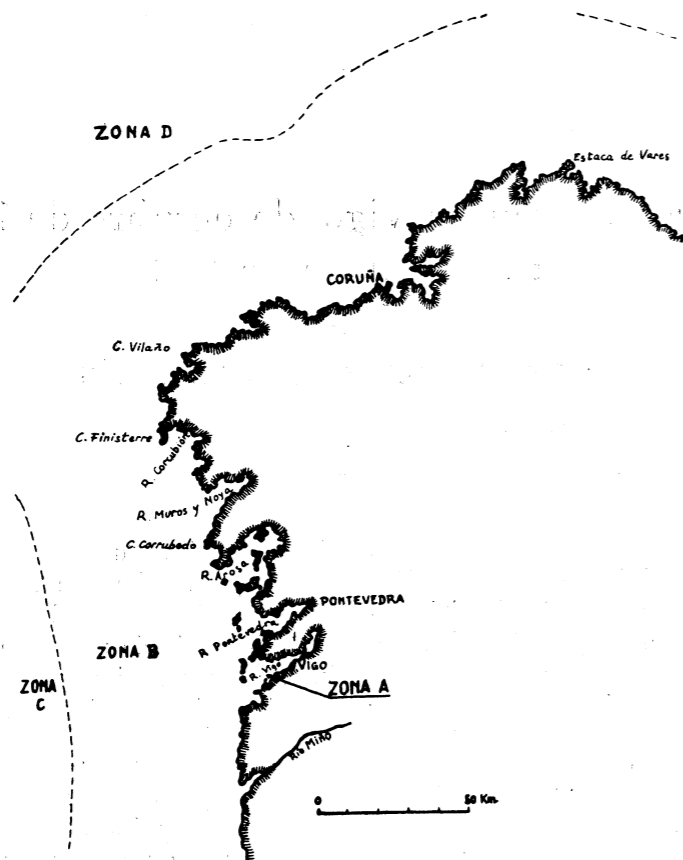 ZONA D
Estaca de Vares
CORUÑA
C. Vilaño
C. Finisterre
R. Corcubión
R. Muros y Noya
C. Corrubedo
R. Arosa
PONTEVEDRA
R Pontevedra
ZONA B
R. Vigo
VIGO
ZONA A
ZONA
C
Rio Miño
0
50 Km.